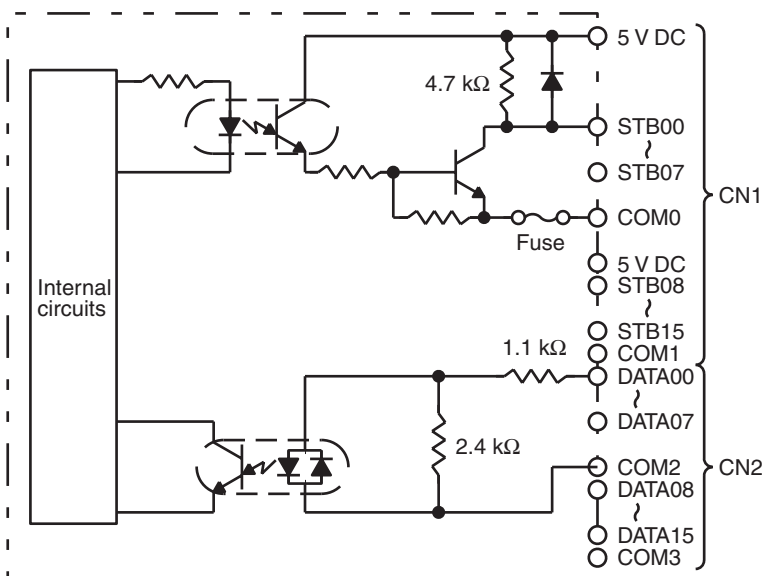 5 V DC
4.7 kΩ
STB00
~
STB07
CN1
COM0
Fuse
5 V DC
STB08
Internal
circuits
~
STB15
1.1 kΩ
COM1
DATA00
~
DATA07
2.4 kΩ
COM2
CN2
DATA08
~
DATA15
COM3